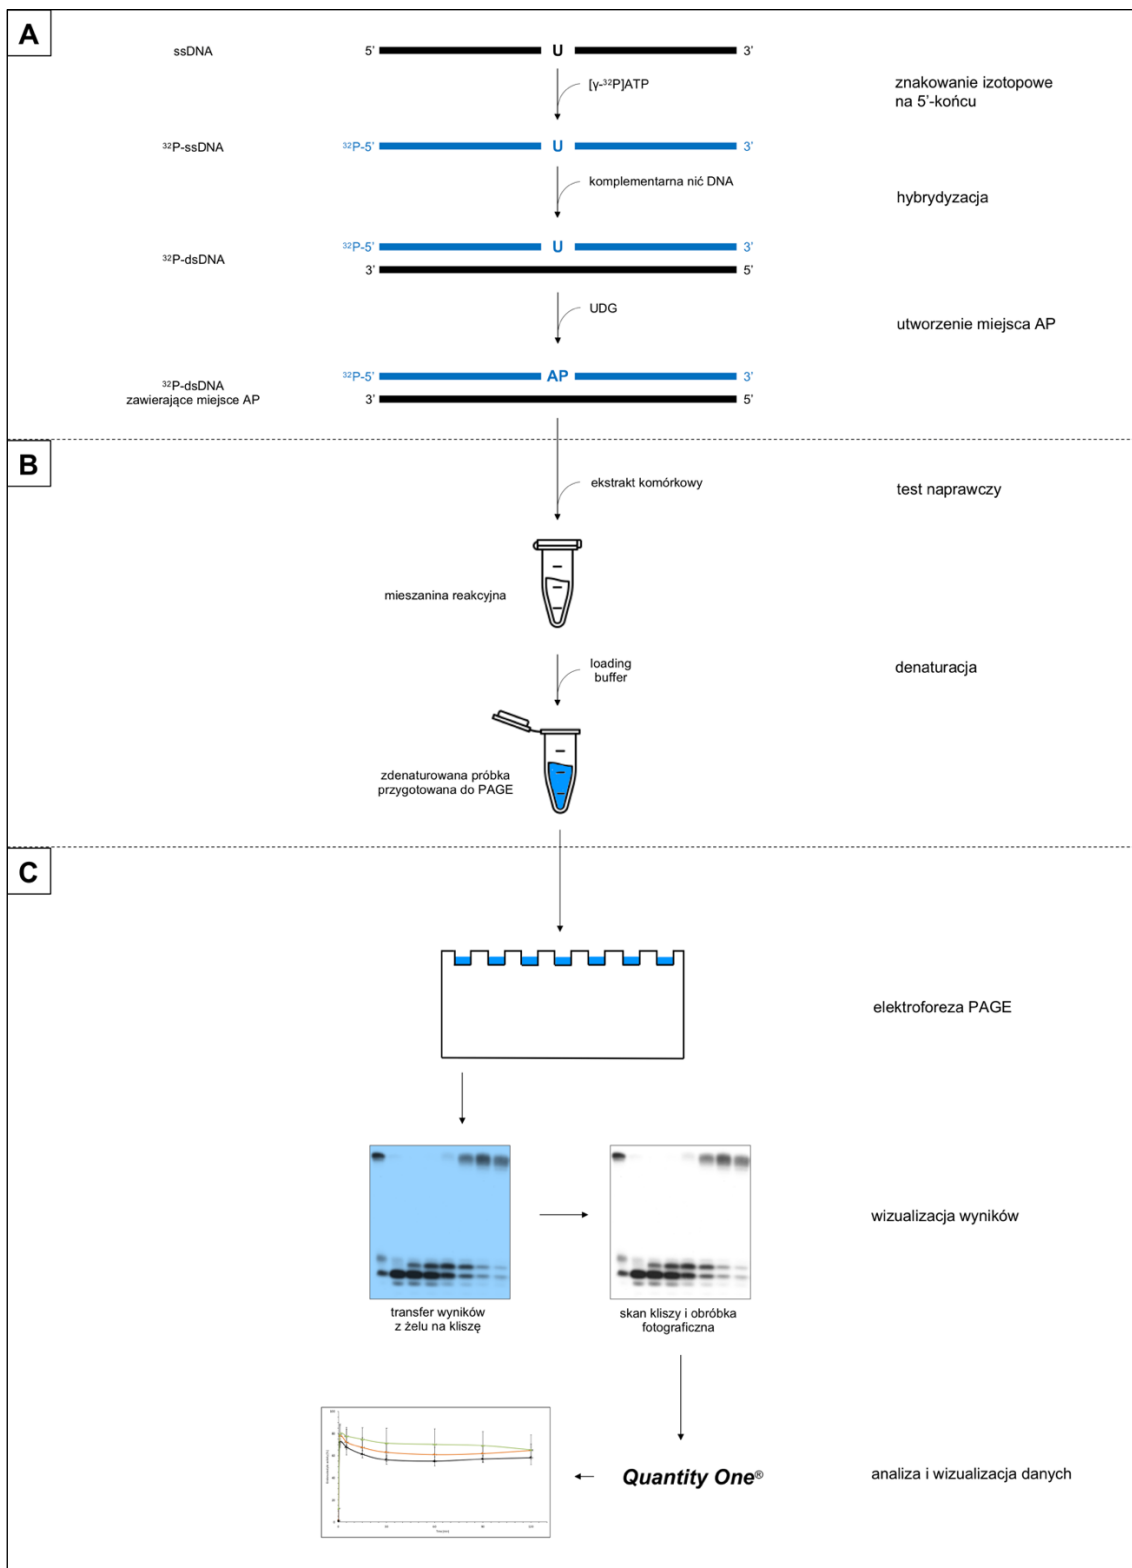 A
ssDNA
5'
U
3'
[γ-³²P]ATP
znakowanie izotopowe
na 5'-końcu
³²P-ssDNA
³²P-5'
U
3'
komplementarna nić DNA
hybrydyzacja
³²P-5'
U
3'
³²P-dsDNA
3'
5'
UDG
utworzenie miejsca AP
³²P-5'
AP
3'
³²P-dsDNA
zawierające miejsce AP
3'
5'
B
ekstrakt komórkowy
test naprawczy
mieszanina reakcyjna
loading
buffer
denaturacja
zdenaturowana próbka
przygotowana do PAGE
C
elektroforeza PAGE
wizualizacja wyników
transfer wyników
z żelu na kliszę
skan kliszy i obróbka
fotograficzna
Quantity One®
analiza i wizualizacja danych